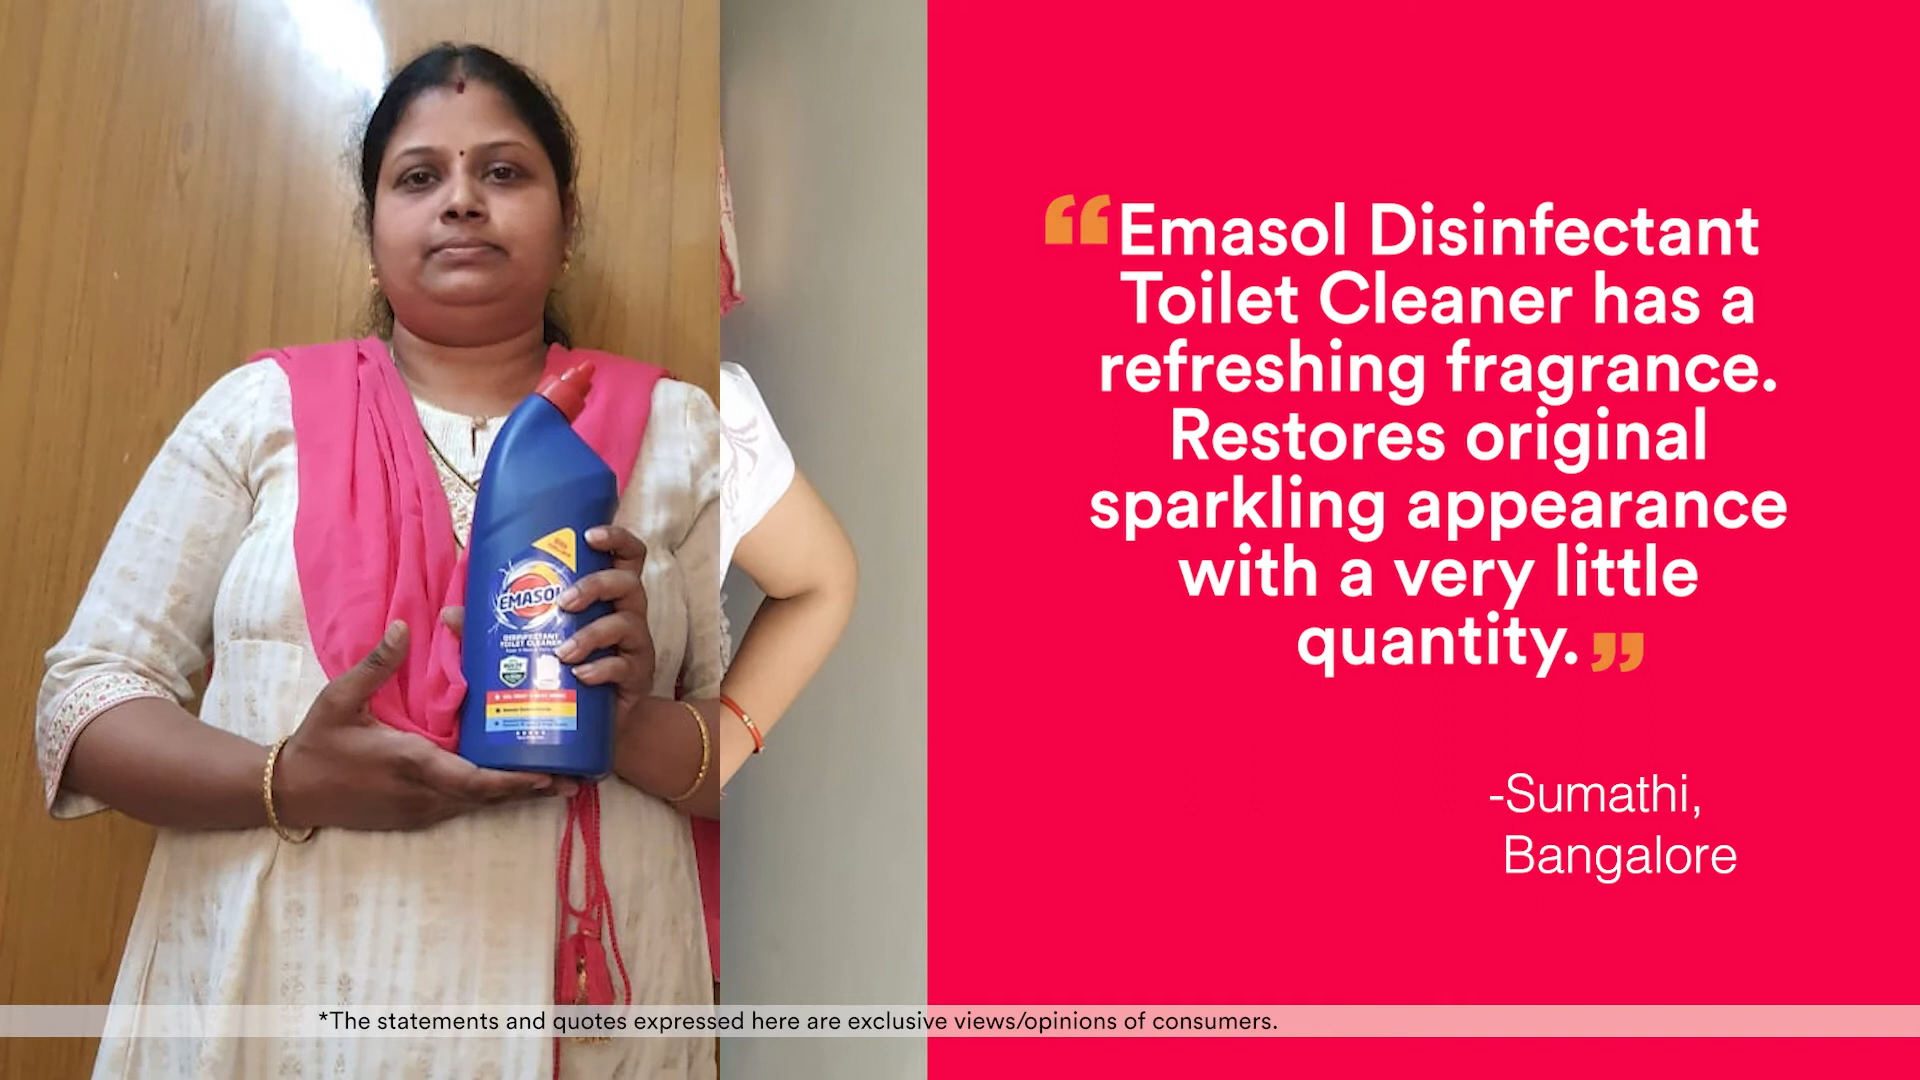 “Emasol Disinfectant
Toilet Cleaner has a
refreshing fragrance.
Restores original
sparkling appearance
with a very little
quantity.”
-Sumathi,
Bangalore
EMASOL
DISINFECTANT
TOILET CLEANER
*The statements and quotes expressed here are exclusive views/opinions of consumers.